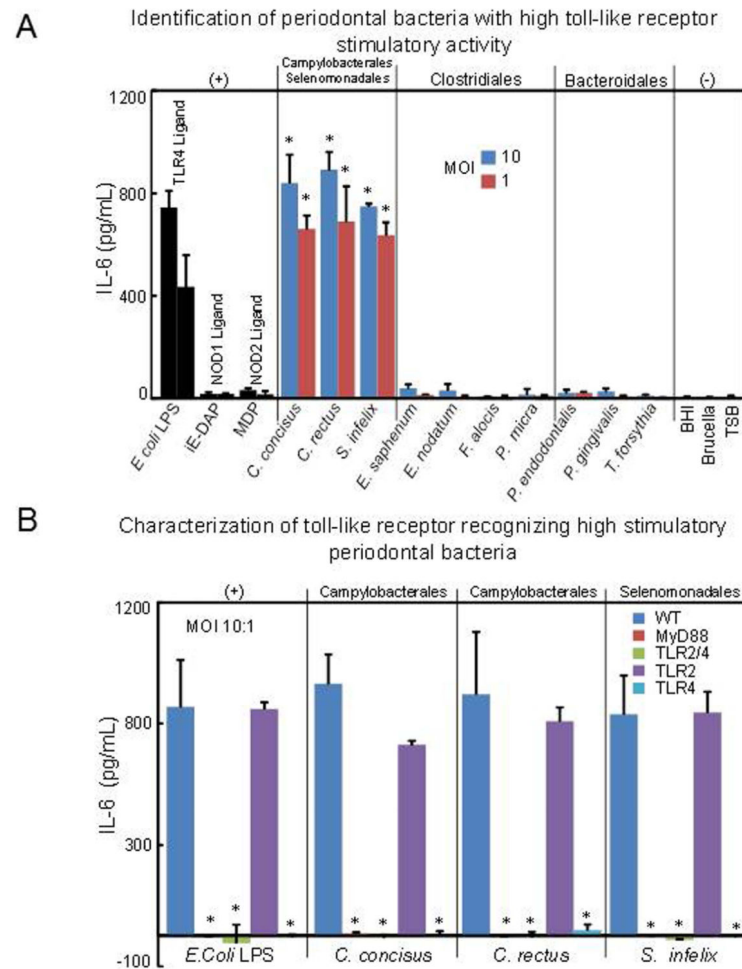 A
Identification of periodontal bacteria with high toll-like receptor
stimulatory activity
(+)
Campylobacterales
Selenomonadales
Clostridiales
Bacteroidales
(-)
1200
800
400
0
IL-6 (pg/mL)
TLR4 Ligand
NOD1 Ligand
NOD2 Ligand
* * * * * *
MOI
10
1
E coli LPS
iE-DAP
MDP
C. concisus
C. rectus
S. infelix
E. saphenum
E. nodatum
F. alocis
P. micra
P. endodontalis
P. gingivalis
T. forsythia
BHI
Brucella
TSB
B
Characterization of toll-like receptor recognizing high stimulatory
periodontal bacteria
(+)
Campylobacterales
Campylobacterales
Selenomonadales
1200
800
300
-100
IL-6 (pg/mL)
MOI 10:1
WT
MyD88
TLR2/4
TLR2
TLR4
* * * * * * * * * * * *
E.Coli LPS
C. concisus
C. rectus
S. infelix